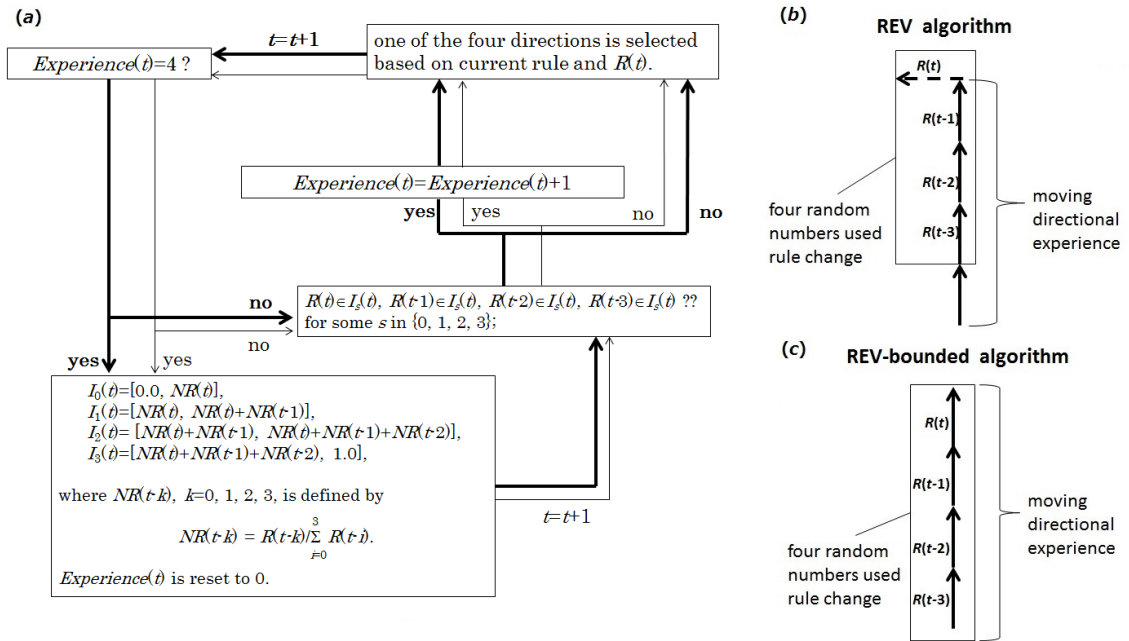 (a)
t=t+1
Experience(t)=4 ?
one of the four directions is selected
based on current rule and R(t).
Experience(t)=Experience(t)+1
yes
yes
no
no
R(t)∈Is(t), R(t-1)∈Is(t), R(t-2)∈Is(t), R(t-3)∈Is(t) ??
for some s in {0, 1, 2, 3};
no
no
yes
yes
I0(t)=[0.0, NR(t)],
I1(t)=[NR(t), NR(t)+NR(t-1)],
I2(t)= [NR(t)+NR(t-1), NR(t)+NR(t-1)+NR(t-2)],
I3(t)=[NR(t)+NR(t-1)+NR(t-2), 1.0],
where NR(t-k), k=0, 1, 2, 3, is defined by
NR(t-k) = R(t-k)/Σ R(t-i).
3
i=0
Experience(t) is reset to 0.
t=t+1
(b)
REV algorithm
R(t)
R(t-1)
R(t-2)
R(t-3)
four random
numbers used
rule change
moving
directional
experience
(c)
REV-bounded algorithm
R(t)
R(t-1)
R(t-2)
R(t-3)
four random
numbers used
rule change
moving
directional
experience